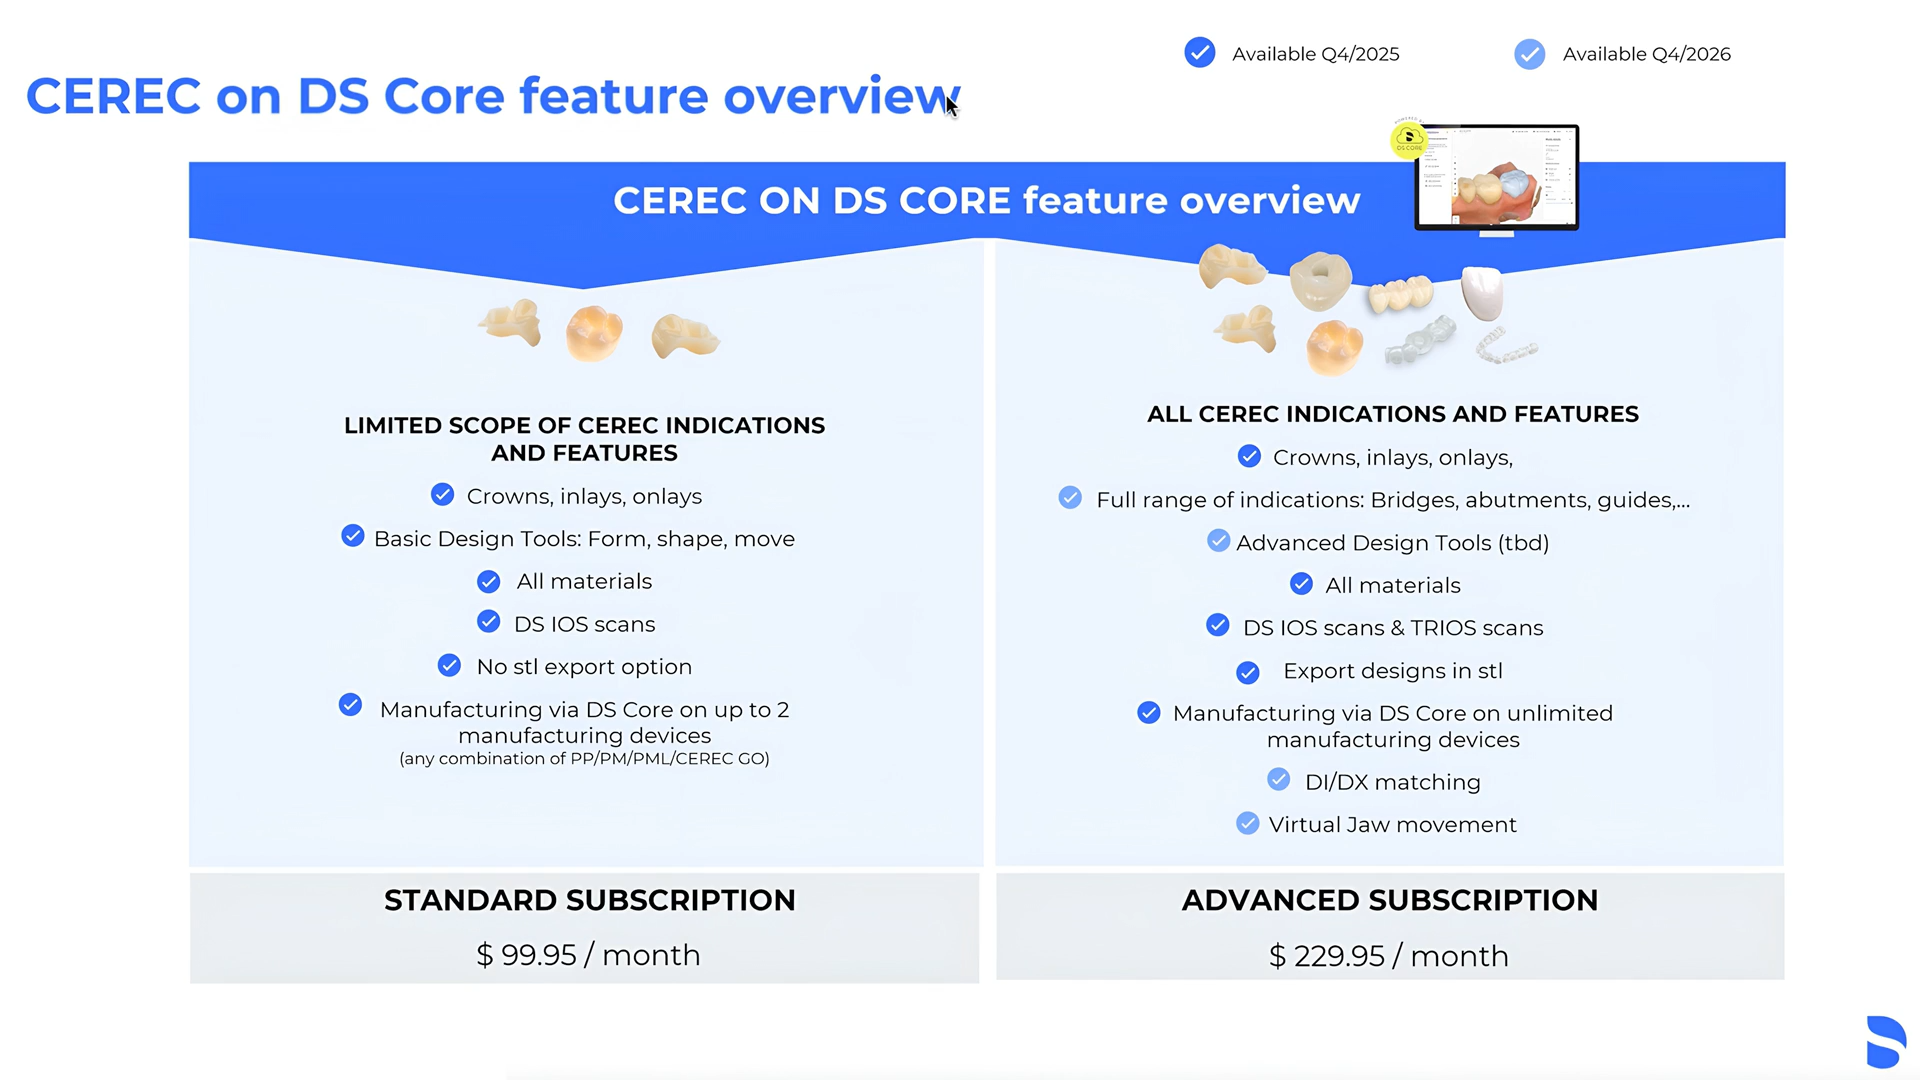 Available Q4/2025
Available Q4/2026
CEREC on DS Core feature overview
CEREC ON DS CORE feature overview
DS CORE
LIMITED SCOPE OF CEREC INDICATIONS
AND FEATURES
Crowns, inlays, onlays
Basic Design Tools: Form, shape, move
All materials
DS IOS scans
No stl export option
Manufacturing via DS Core on up to 2
manufacturing devices
(any combination of PP/PM/PML/CEREC GO)
STANDARD SUBSCRIPTION
$ 99.95 / month
ALL CEREC INDICATIONS AND FEATURES
Crowns, inlays, onlays,
Full range of indications: Bridges, abutments, guides,...
Advanced Design Tools (tbd)
All materials
DS IOS scans & TRIOS scans
Export designs in stl
Manufacturing via DS Core on unlimited
manufacturing devices
DI/DX matching
Virtual Jaw movement
ADVANCED SUBSCRIPTION
$ 229.95 / month